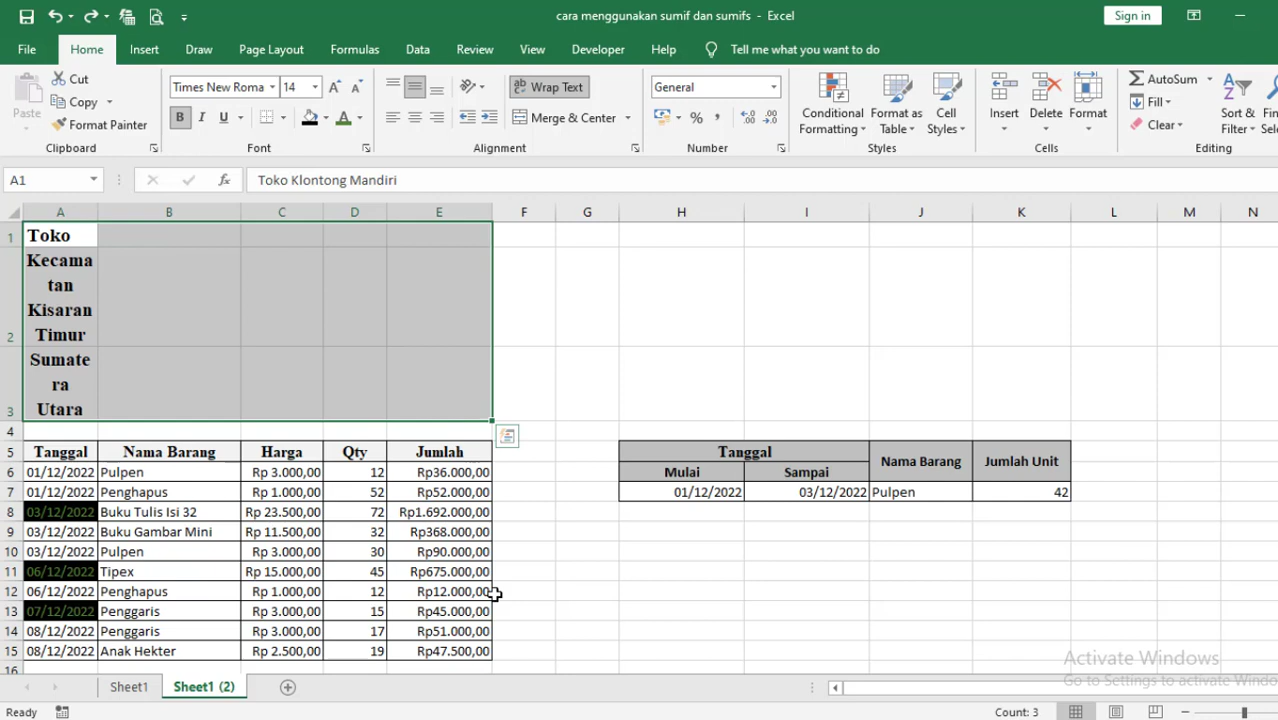 cara menggunakan sumif dan sumifs - Excel
Sign in
File Home Insert Draw Page Layout Formulas Data Review View Developer Help Tell me what you want to do
Paste
Cut
Copy
Format Painter
Clipboard
Times New Roma 14
B I U
Font
Wrap Text
Merge & Center
Alignment
General
Number
Conditional Formatting
Format as Table
Cell Styles
Styles
Insert
Delete
Format
Cells
AutoSum
Fill
Clear
Sort & Filter
Editing
A1 fx Toko Klontong Mandiri
A B C D E F G H I J K L M N
1 Toko
2 Kecama
tan
Kisaran
Timur
3 Sumate
ra
Utara
4
5 Tanggal Nama Barang Harga Qty Jumlah
6 01/12/2022 Pulpen Rp 3.000,00 12 Rp36.000,00
7 01/12/2022 Penghapus Rp 1.000,00 52 Rp52.000,00
8 03/12/2022 Buku Tulis Isi 32 Rp 23.500,00 72 Rp1.692.000,00
9 03/12/2022 Buku Gambar Mini Rp 11.500,00 32 Rp368.000,00
10 03/12/2022 Pulpen Rp 3.000,00 30 Rp90.000,00
11 06/12/2022 Tipex Rp 15.000,00 45 Rp675.000,00
12 06/12/2022 Penghapus Rp 1.000,00 12 Rp12.000,00
13 07/12/2022 Penggaris Rp 3.000,00 15 Rp45.000,00
14 08/12/2022 Penggaris Rp 3.000,00 17 Rp51.000,00
15 08/12/2022 Anak Hekter Rp 2.500,00 19 Rp47.500,00
16
Tanggal Nama Barang Jumlah Unit
Mulai Sampai
01/12/2022 03/12/2022 Pulpen 42
Activate Windows
Go to Settings to activate
Sheet1 Sheet1 (2)
Ready Count: 3